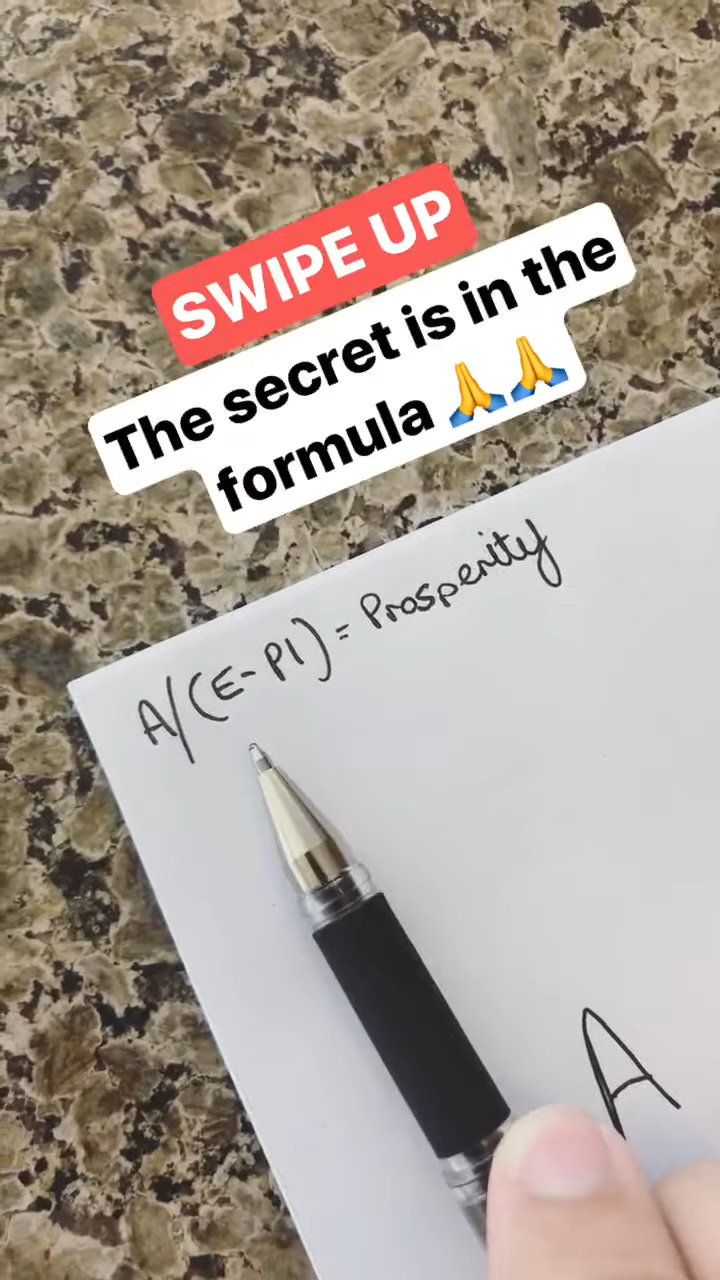 SWIPE UP
The secret is in the
formula 🙏🙏
A/(E-PI) = Prosperity
A